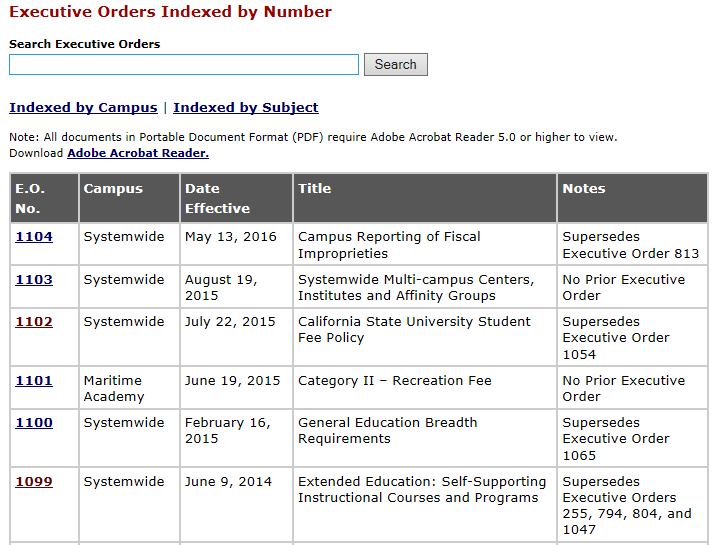 Executive Orders Indexed by Number
Search Executive Orders
Search
Indexed by Campus | Indexed by Subject
Note: All documents in Portable Document Format (PDF) require Adobe Acrobat Reader 5.0 or higher to view.
Download Adobe Acrobat Reader.
E.O. Campus Date Title Notes
No. Effective
1104 Systemwide May 13, 2016 Campus Reporting of Fiscal Supersedes
Improprieties Executive Order 813
1103 Systemwide August 19, Systemwide Multi-campus Centers, No Prior Executive
2015 Institutes and Affinity Groups Order
1102 Systemwide July 22, 2015 California State University Student Supersedes
Fee Policy Executive Order
1054
1101 Maritime June 19, 2015 Category II – Recreation Fee No Prior Executive
Academy Order
1100 Systemwide February 16, General Education Breadth Supersedes
2015 Requirements Executive Order
1065
1099 Systemwide June 9, 2014 Extended Education: Self-Supporting Supersedes
Instructional Courses and Programs Executive Orders
255, 794, 804, and
1047